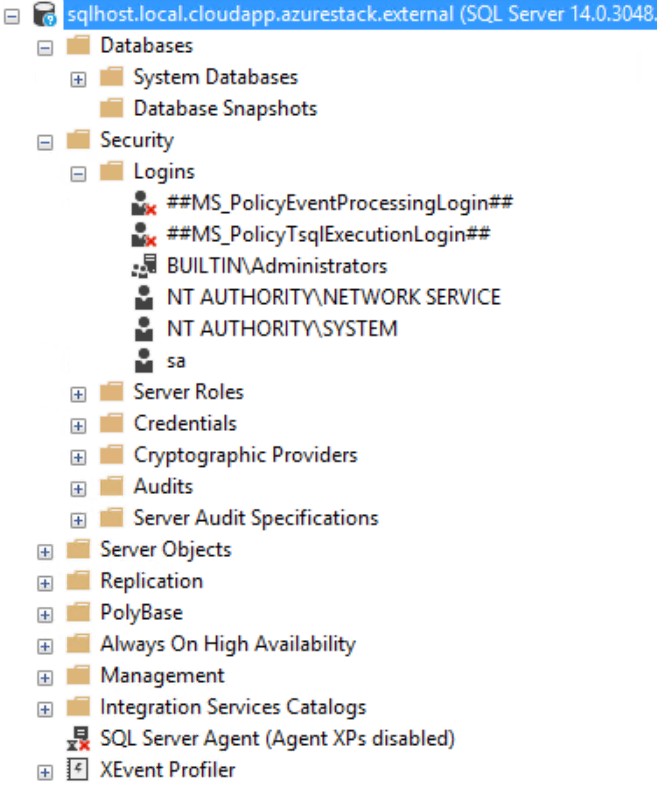 sqlhost.local.cloudapp.azurestack.external (SQL Server 14.0.3048.
Databases
System Databases
Database Snapshots
Security
Logins
##MS_PolicyEventProcessingLogin##
##MS_PolicyTsqlExecutionLogin##
BUILTIN\Administrators
NT AUTHORITY\NETWORK SERVICE
NT AUTHORITY\SYSTEM
sa
Server Roles
Credentials
Cryptographic Providers
Audits
Server Audit Specifications
Server Objects
Replication
PolyBase
Always On High Availability
Management
Integration Services Catalogs
SQL Server Agent (Agent XPs disabled)
XEvent Profiler